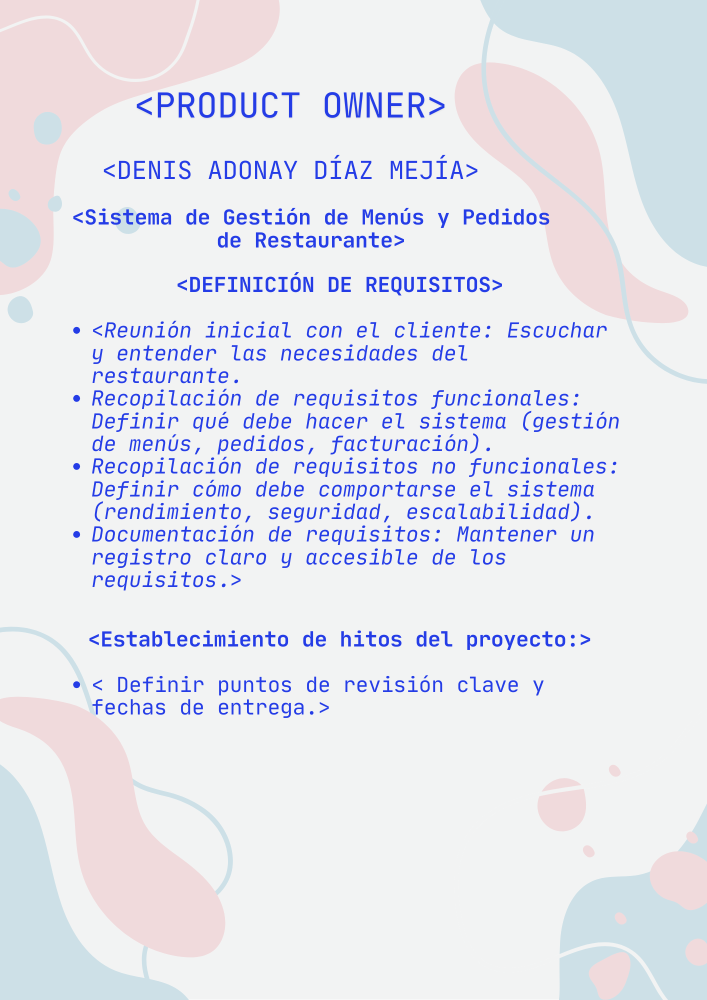 <PRODUCT OWNER>
<DENIS ADONAY DÍAZ MEJÍA>
<Sistema de Gestión de Menús y Pedidos
de Restaurante>
<DEFINICIÓN DE REQUISITOS>
• <Reunión inicial con el cliente: Escuchar
y entender las necesidades del
restaurante.
• Recopilación de requisitos funcionales:
Definir qué debe hacer el sistema (gestión
de menús, pedidos, facturación).
• Recopilación de requisitos no funcionales:
Definir cómo debe comportarse el sistema
(rendimiento, seguridad, escalabilidad).
• Documentación de requisitos: Mantener un
registro claro y accesible de los
requisitos.>
<Establecimiento de hitos del proyecto:>
• < Definir puntos de revisión clave y
fechas de entrega.>